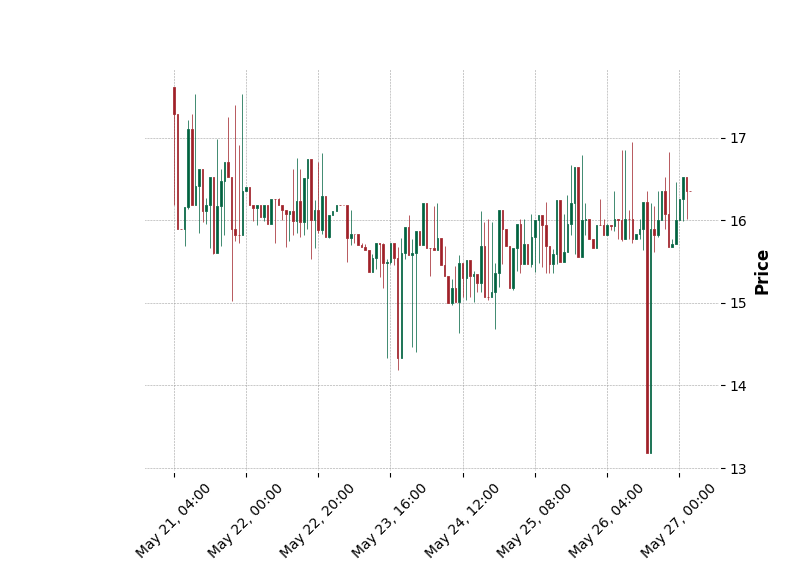 17
16
15
14
13
Price
May 21, 04:00
May 22, 00:00
May 22, 20:00
May 23, 16:00
May 24, 12:00
May 25, 08:00
May 26, 04:00
May 27, 00:00